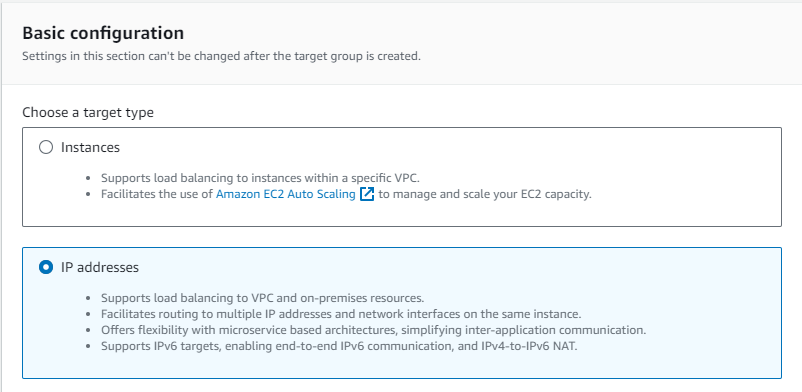 Basic configuration
Settings in this section can't be changed after the target group is created.
Choose a target type
Instances
Supports load balancing to instances within a specific VPC.
Facilitates the use of Amazon EC2 Auto Scaling to manage and scale your EC2 capacity.
IP addresses
Supports load balancing to VPC and on-premises resources.
Facilitates routing to multiple IP addresses and network interfaces on the same instance.
Offers flexibility with microservice based architectures, simplifying inter-application communication.
Supports IPv6 targets, enabling end-to-end IPv6 communication, and IPv4-to-IPv6 NAT.